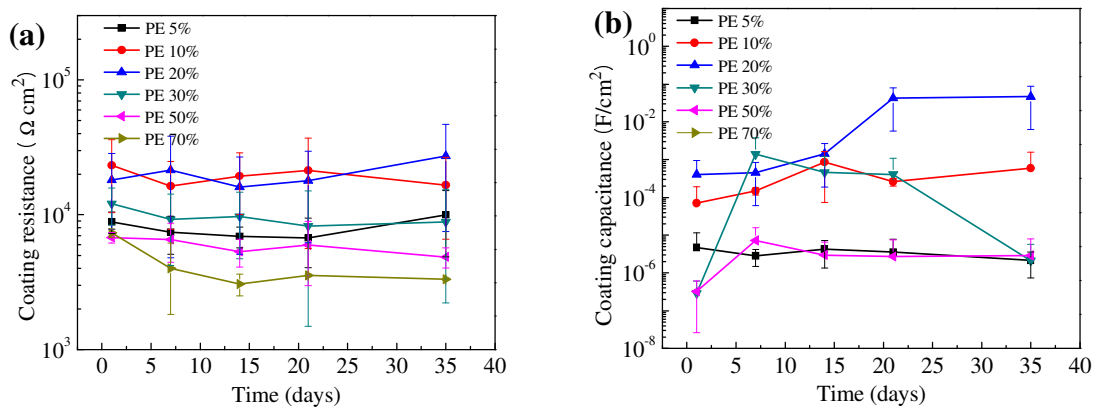 (a)
PE 5%
PE 10%
PE 20%
PE 30%
PE 50%
PE 70%
10^5
10^4
10^3
Coating resistance ( Ω cm^2)
0 5 10 15 20 25 30 35 40
Time (days)
(b)
PE 5%
PE 10%
PE 20%
PE 30%
PE 50%
PE 70%
10^0
10^-2
10^-4
10^-6
10^-8
Coating capacitance (F/cm^2)
0 5 10 15 20 25 30 35 40
Time (days)